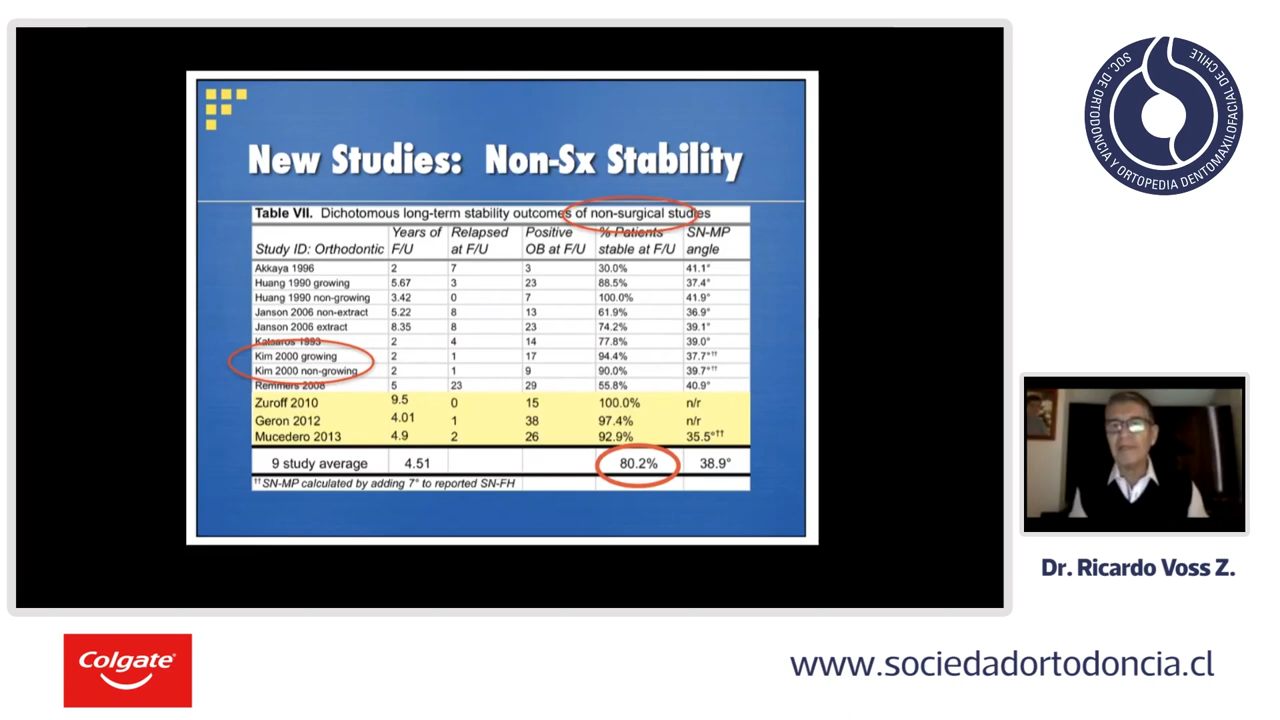 New Studies: Non-Sx Stability
Table VII. Dichotomous long-term stability outcomes of non-surgical studies
Study ID: Orthodontic Years of F/U Relapsed at F/U Positive OB at F/U % Patients stable at F/U SN-MP angle
Akkaya 1996 2 7 3 30.0% 41.1°
Huang 1990 growing 5.67 3 23 88.5% 37.4°
Huang 1990 non-growing 3.42 0 7 100.0% 41.9°
Janson 2006 non-extract 5.22 8 13 61.9% 36.9°
Janson 2006 extract 8.35 8 23 74.2% 39.1°
Katsaros 1993 2 4 14 77.8% 39.0°
Kim 2000 growing 2 1 17 94.4% 37.7°††
Kim 2000 non-growing 2 1 9 90.0% 39.7°††
Remmers 2008 5 23 29 55.8% 40.9°
Zuroff 2010 9.5 0 15 100.0% n/r
Geron 2012 4.01 1 38 97.4% n/r
Mucedero 2013 4.9 2 26 92.9% 35.5°††
9 study average 4.51 80.2% 38.9°
†† SN-MP calculated by adding 7° to reported SN-FH
SOC. DE ORTODONCIA Y ORTOPEDIA DENTOMAXILOFACIAL DE CHILE
Dr. Ricardo Voss Z.
Colgate®
www.sociedadortodoncia.cl